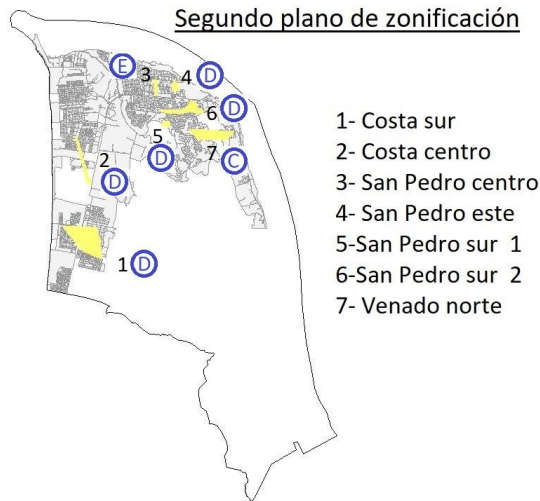 Segundo plano de zonificación
E
3
4
D
6
D
5
D
7
C
2
D
1
D
1- Costa sur
2- Costa centro
3- San Pedro centro
4- San Pedro este
5-San Pedro sur 1
6-San Pedro sur 2
7- Venado norte